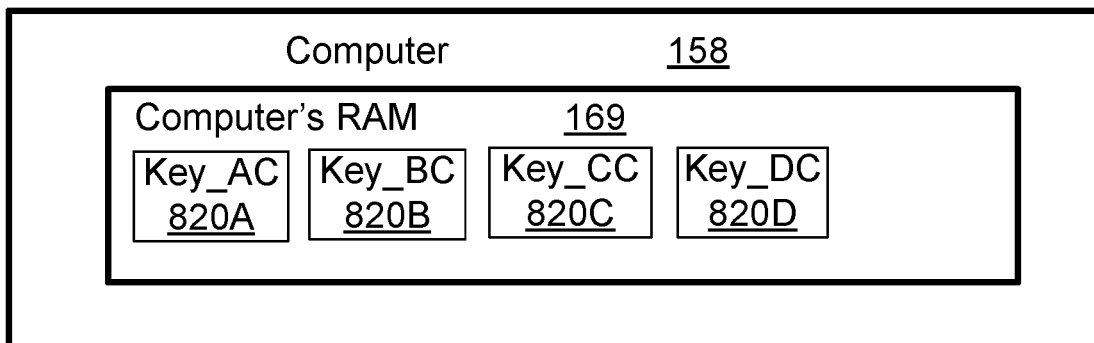 Computer 158
Computer's RAM 169
Key_AC Key_BC Key_CC Key_DC
820A 820B 820C 820D